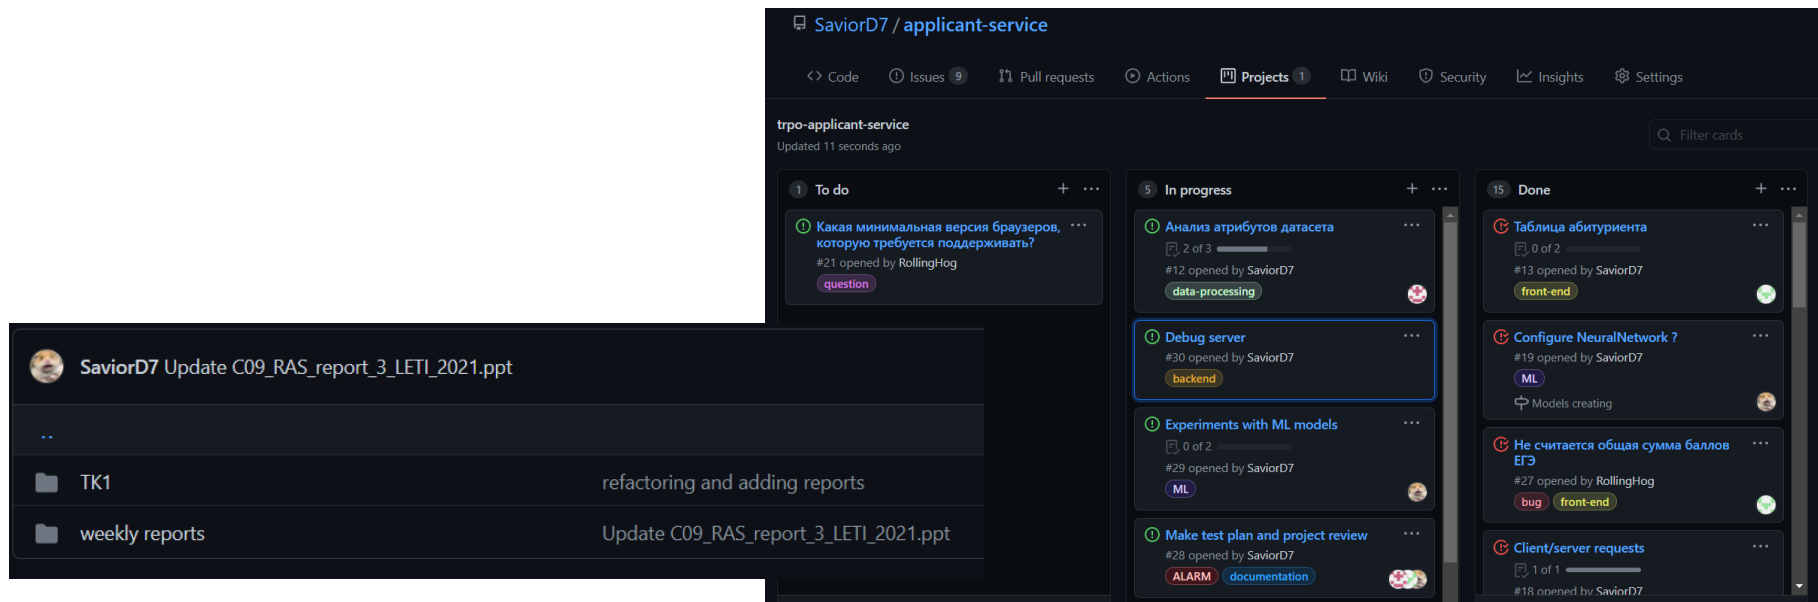 SaviorD7 / applicant-service
Code
Issues 9
Pull requests
Actions
Projects 1
Wiki
Security
Insights
Settings
trpo-applicant-service
Updated 11 seconds ago
Filter cards
1 To do
Какая минимальная версия браузеров,
которую требуется поддерживать?
#21 opened by RollingHog
question
5 In progress
Анализ атрибутов датасета
2 of 3
#12 opened by SaviorD7
data-processing
Debug server
#30 opened by SaviorD7
backend
Experiments with ML models
0 of 2
#29 opened by SaviorD7
ML
Make test plan and project review
#28 opened by SaviorD7
ALARM documentation
15 Done
Таблица абитуриента
0 of 2
#13 opened by SaviorD7
front-end
Configure NeuralNetwork ?
#19 opened by SaviorD7
ML
Models creating
Не считается общая сумма баллов
ЕГЭ
#27 opened by RollingHog
bug front-end
Client/server requests
1 of 1
#18 opened by SaviorD7
SaviorD7 Update C09_RAS_report_3_LETI_2021.ppt
..
TK1 refactoring and adding reports
weekly reports Update C09_RAS_report_3_LETI_2021.ppt